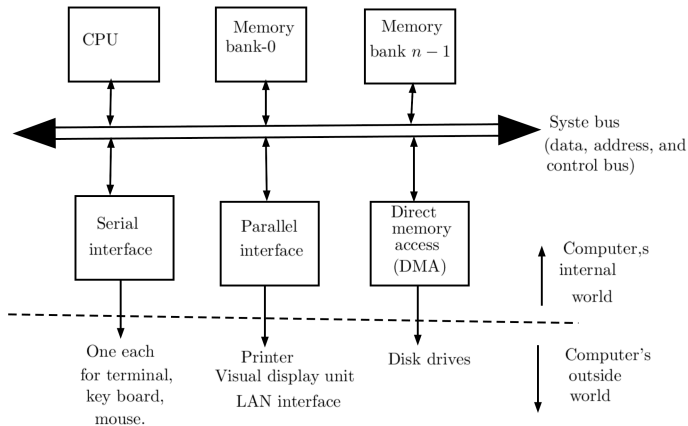 CPU
Memory
bank-0
Memory
bank n − 1
Syste bus
(data, address, and
control bus)
Serial
interface
Parallel
interface
Direct
memory
access
(DMA)
Computer,s
internal
world
One each
for terminal,
key board,
mouse.
Printer
Visual display unit
LAN interface
Disk drives
Computer's
outside
world